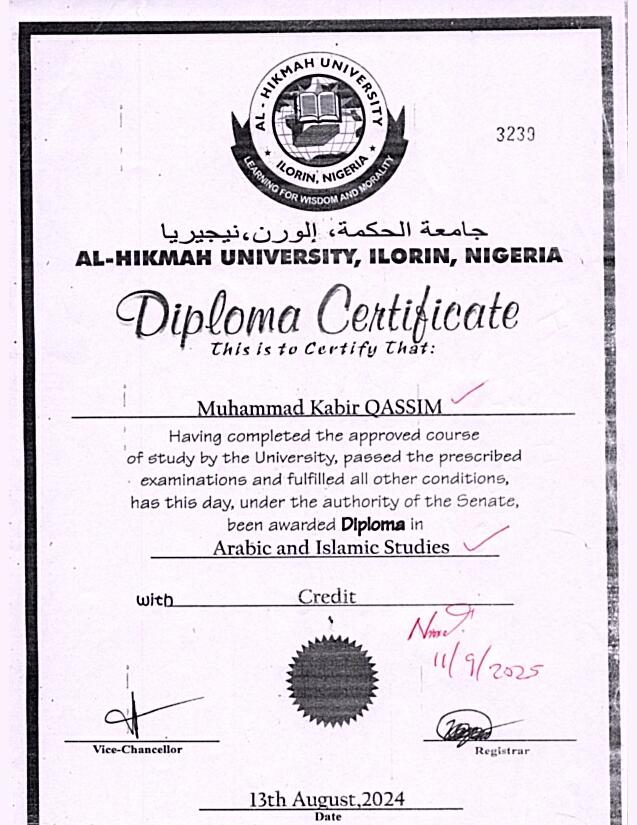 AL-HIKMAH UNIVERSITY
ILORIN, NIGERIA
LEARNING FOR WISDOM AND MORALITY
3239
جامعة الحكمة، إلورن،نيجيريا
AL-HIKMAH UNIVERSITY, ILORIN, NIGERIA
Diploma Certificate
This is to Certify That:
Muhammad Kabir QASSIM
Having completed the approved course
of study by the University, passed the prescribed
examinations and fulfilled all other conditions,
has this day, under the authority of the Senate,
been awarded Diploma in
Arabic and Islamic Studies
with Credit
11/9/2025
Vice-Chancellor
Registrar
13th August,2024
Date